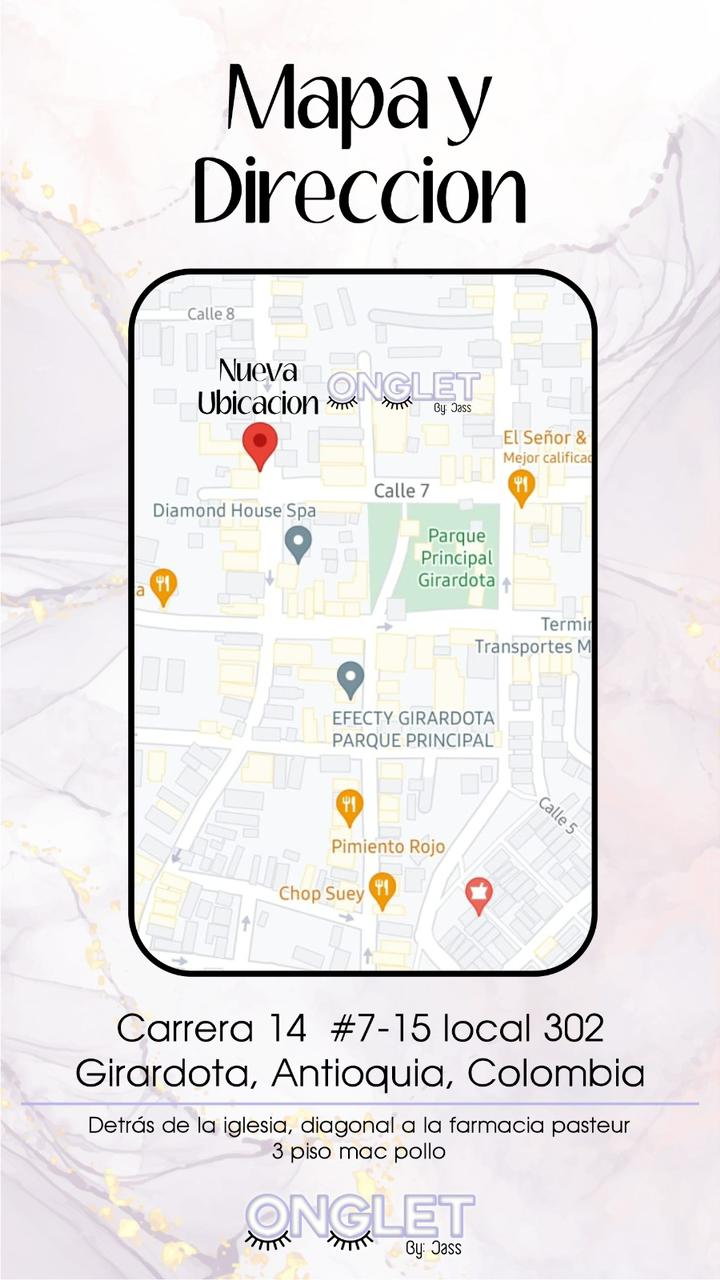 Mapa y
Direccion
Calle 8
Nueva
Ubicacion
ONGLET
By: Jass
El Señor &
Mejor califica
Calle 7
Diamond House Spa
Parque
Principal
Girardota
a
Termin
Transportes M
EFECTY GIRARDOTA
PARQUE PRINCIPAL
Calle 5
Pimiento Rojo
Chop Suey
Carrera 14 #7-15 local 302
Girardota, Antioquia, Colombia
Detrás de la iglesia, diagonal a la farmacia pasteur
3 piso mac pollo
ONGLET
By: Jass